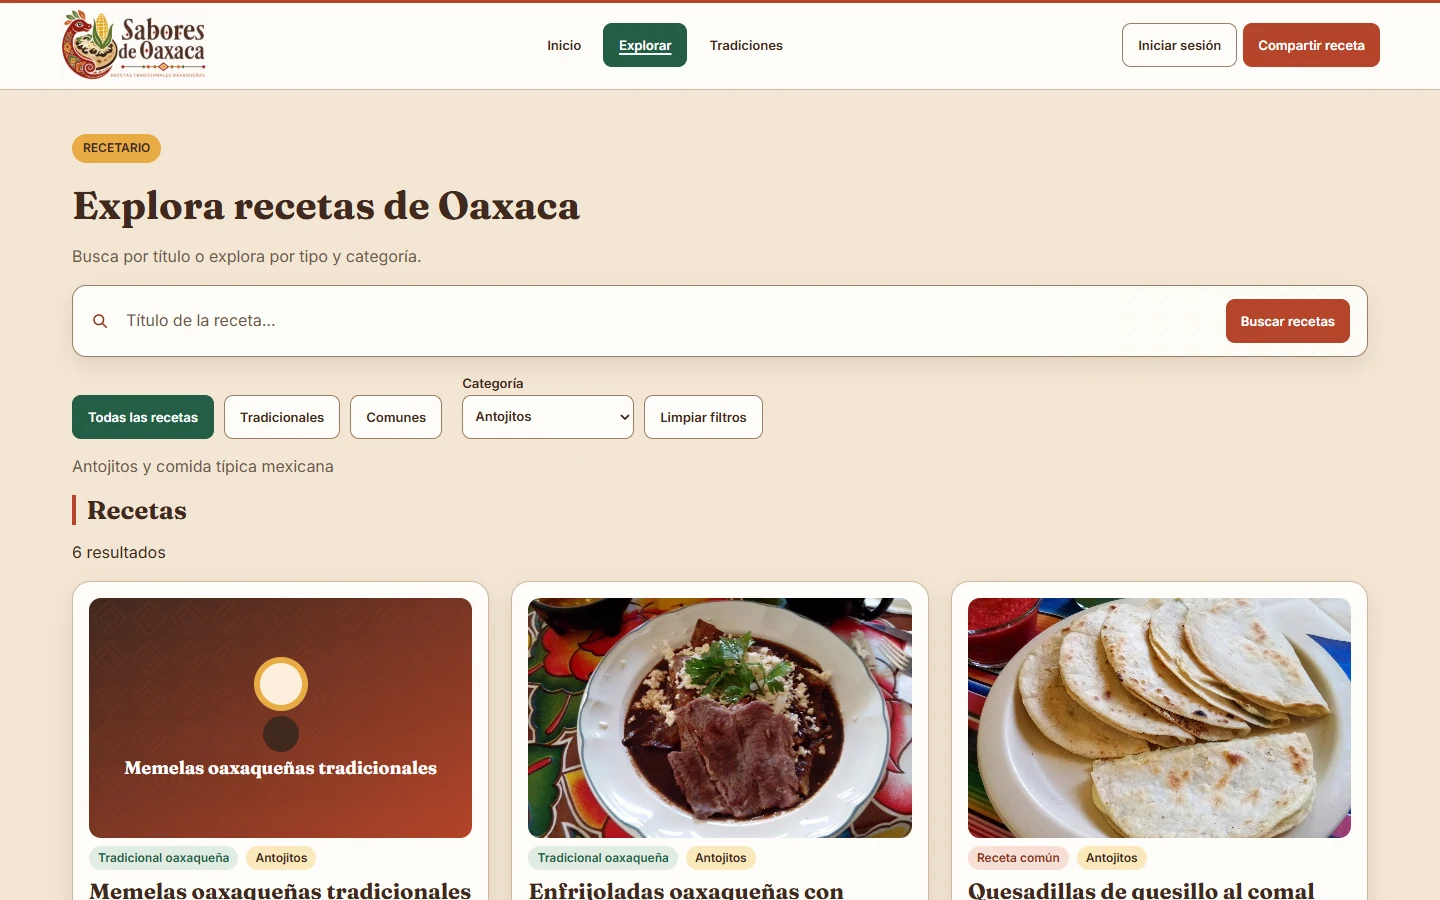 Sabores
de Oaxaca
RECETAS TRADICIONALES OAXAQUEÑAS
Inicio
Explorar
Tradiciones
Iniciar sesión
Compartir receta
RECETARIO
Explora recetas de Oaxaca
Busca por título o explora por tipo y categoría.
Título de la receta...
Buscar recetas
Categoría
Todas las recetas
Tradicionales
Comunes
Antojitos
Limpiar filtros
Antojitos y comida típica mexicana
Recetas
6 resultados
Memelas oaxaqueñas tradicionales
Tradicional oaxaqueña
Antojitos
Memelas oaxaqueñas tradicionales
Tradicional oaxaqueña
Antojitos
Enfrijoladas oaxaqueñas con
Receta común
Antojitos
Quesadillas de quesillo al comal